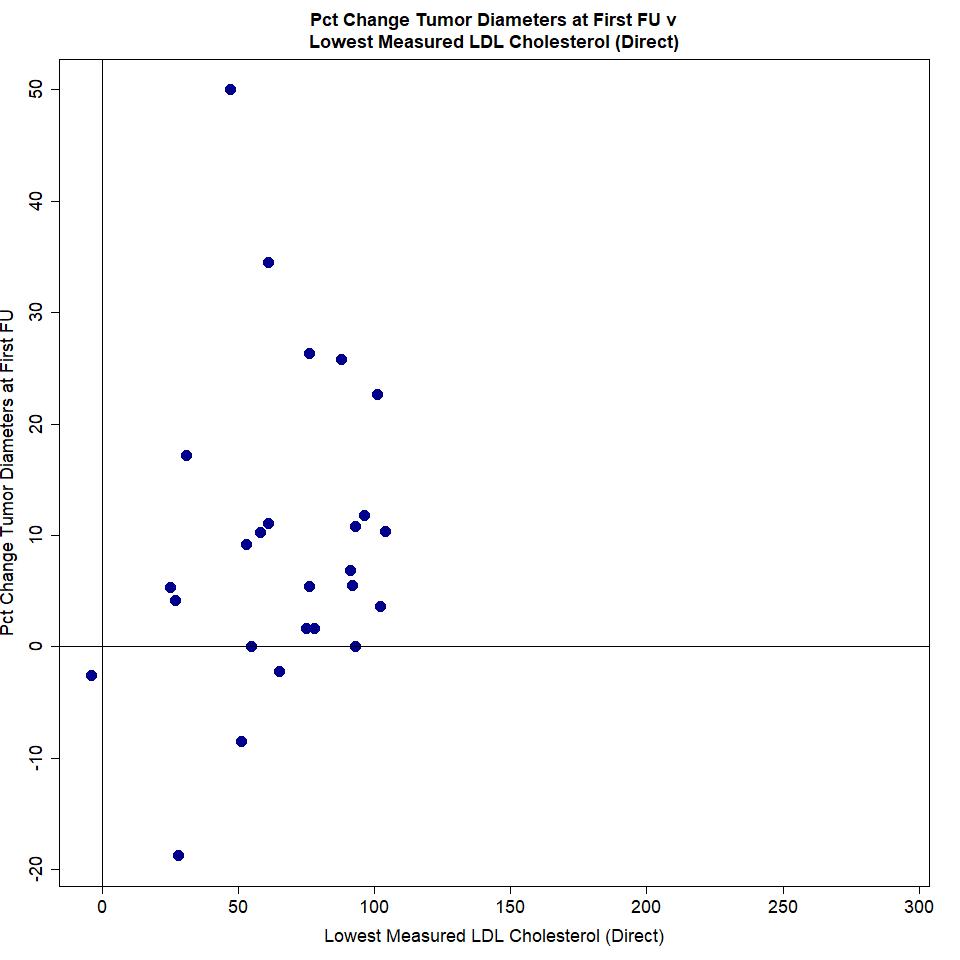 Pct Change Tumor Diameters at First FU v
Lowest Measured LDL Cholesterol (Direct)
Pct Change Tumor Diameters at First FU
50
40
30
20
10
0
-10
-20
0 50 100 150 200 250 300
Lowest Measured LDL Cholesterol (Direct)